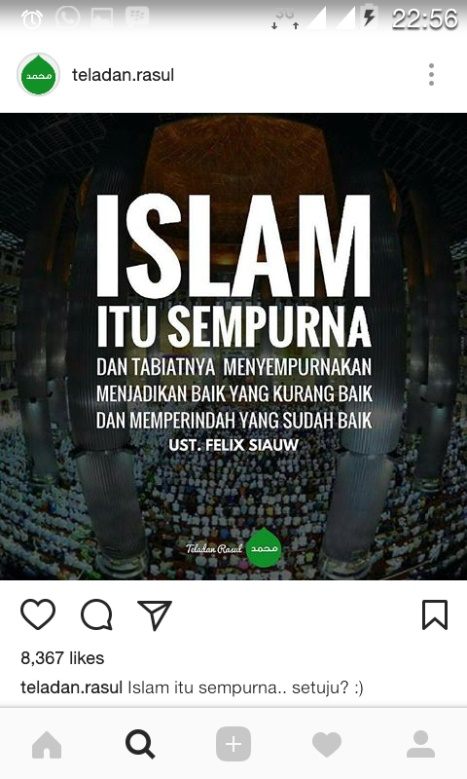 22:56
محمد
teladan.rasul
ISLAM
ITU SEMPURNA
DAN TABIATNYA MENYEMPURNAKAN
MENJADIKAN BAIK YANG KURANG BAIK
DAN MEMPERINDAH YANG SUDAH BAIK
UST. FELIX SIAUW
Teladan Rasul محمد
8,367 likes
teladan.rasul Islam itu sempurna.. setuju? :)